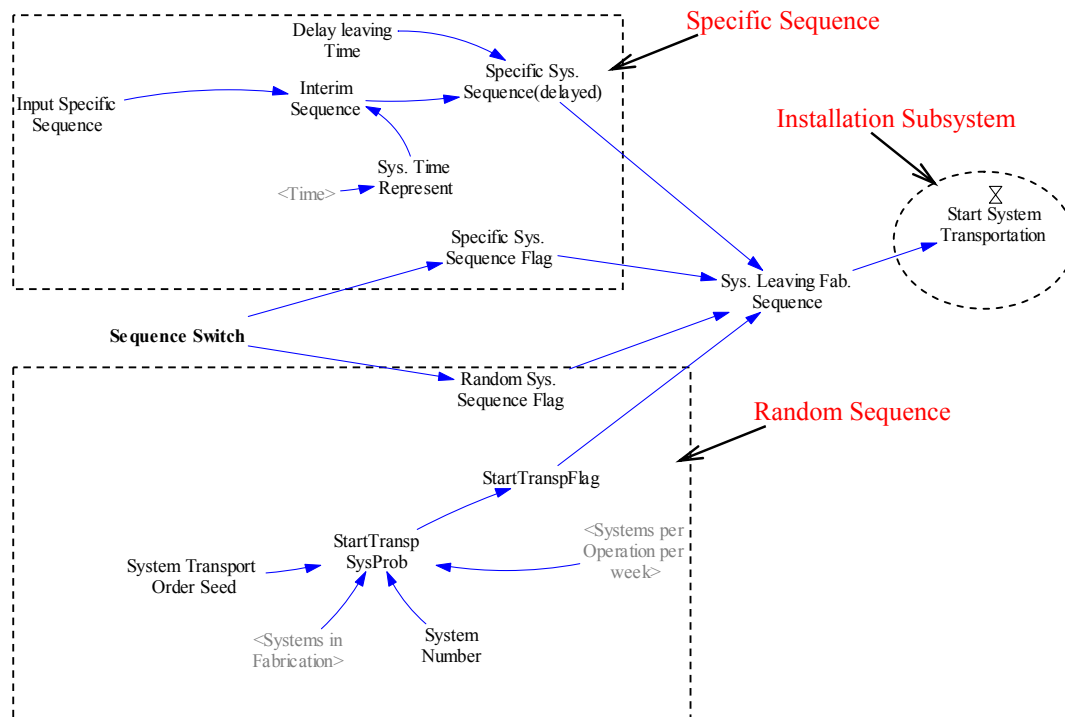 Specific Sequence
Delay leaving
Time
Specific Sys.
Sequence(delayed)
Interim
Sequence
Input Specific
Sequence
Sys. Time
Represent
<Time>
Installation Subsystem
Start System
Transportation
Specific Sys.
Sequence Flag
Sys. Leaving Fab.
Sequence
Sequence Switch
Random Sys.
Sequence Flag
Random Sequence
StartTranspFlag
StartTransp
SysProb
<Systems per
Operation per
week>
System Transport
Order Seed
<Systems in
Fabrication>
System
Number